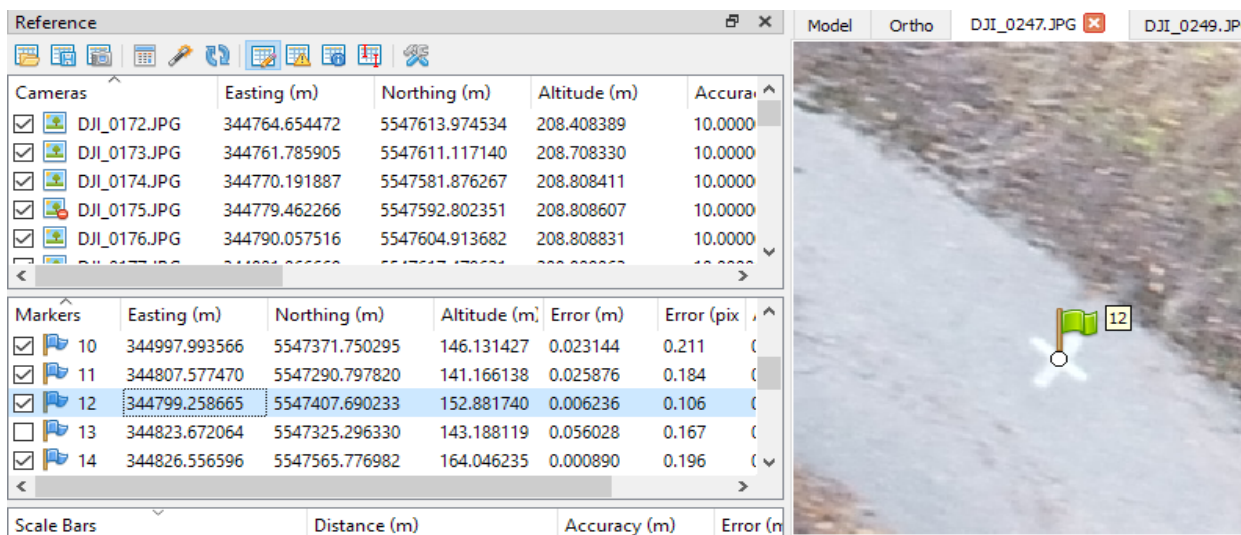 Reference
Model Ortho DJI_0247.JPG DJI_0249.JP
Cameras Easting (m) Northing (m) Altitude (m) Accura
DJI_0172.JPG 344764.654472 5547613.974534 208.408389 10.0000
DJI_0173.JPG 344761.785905 5547611.117140 208.708330 10.0000
DJI_0174.JPG 344770.191887 5547581.876267 208.808411 10.0000
DJI_0175.JPG 344779.462266 5547592.802351 208.808607 10.0000
DJI_0176.JPG 344790.057516 5547604.913682 208.808831 10.0000
Markers Easting (m) Northing (m) Altitude (m) Error (m) Error (pix
10 344997.993566 5547371.750295 146.131427 0.023144 0.211
11 344807.577470 5547290.797820 141.166138 0.025876 0.184
12 344799.258665 5547407.690233 152.881740 0.006236 0.106
13 344823.672064 5547325.296330 143.188119 0.056028 0.167
14 344826.556596 5547565.776982 164.046235 0.000890 0.196
Scale Bars Distance (m) Accuracy (m) Error (m
12